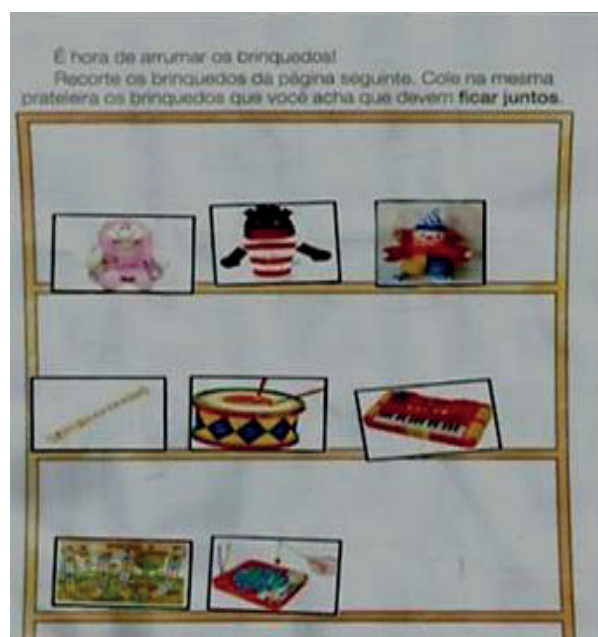 É hora de arrumar os brinquedos!
Recorte os brinquedos da página seguinte. Cole na mesma
prateleira os brinquedos que você acha que devem ficar juntos.